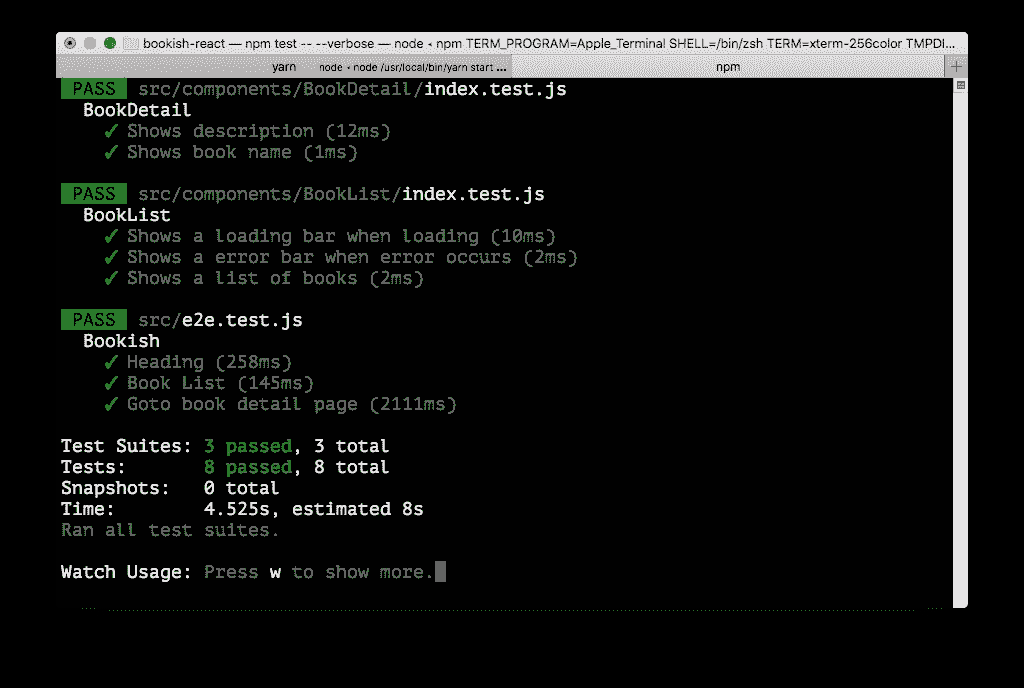 bookish-react — npm test -- --verbose — node ◂ npm TERM_PROGRAM=Apple_Terminal SHELL=/bin/zsh TERM=xterm-256color TMPDI...
yarn node ◂ node /usr/local/bin/yarn start ... npm +
PASS src/components/BookDetail/index.test.js
BookDetail
✓ Shows description (12ms)
✓ Shows book name (1ms)
PASS src/components/BookList/index.test.js
BookList
✓ Shows a loading bar when loading (10ms)
✓ Shows a error bar when error occurs (2ms)
✓ Shows a list of books (2ms)
PASS src/e2e.test.js
Bookish
✓ Heading (258ms)
✓ Book List (145ms)
✓ Goto book detail page (2111ms)
Test Suites: 3 passed, 3 total
Tests: 8 passed, 8 total
Snapshots: 0 total
Time: 4.525s, estimated 8s
Ran all test suites.
Watch Usage: Press w to show more.